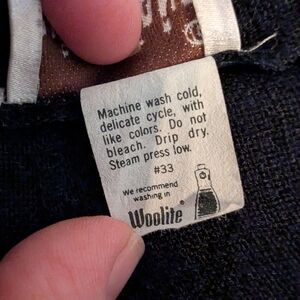 Machine wash cold,
delicate cycle, with
like colors. Do not
bleach. Drip dry.
Steam press low.
#33
We recommend
washing in
Woolite®